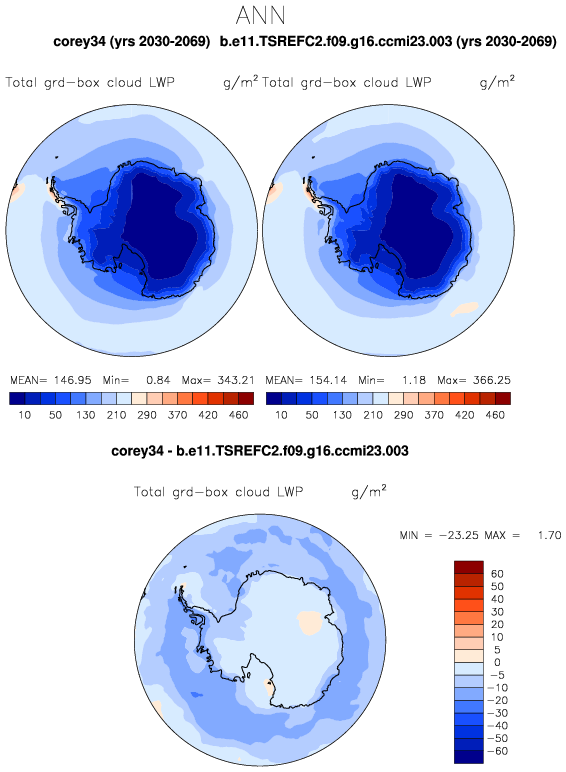 ANN
corey34 (yrs 2030-2069) b.e11.TSREFC2.f09.g16.ccmi23.003 (yrs 2030-2069)
Total grd-box cloud LWP g/m² Total grd-box cloud LWP g/m²
MEAN= 146.95 Min= 0.84 Max= 343.21 MEAN= 154.14 Min= 1.18 Max= 366.25
10 50 130 210 290 370 420 460 10 50 130 210 290 370 420 460
corey34 - b.e11.TSREFC2.f09.g16.ccmi23.003
Total grd-box cloud LWP g/m²
MIN = -23.25 MAX = 1.70
60
50
40
30
20
10
5
0
-5
-10
-20
-30
-40
-50
-60